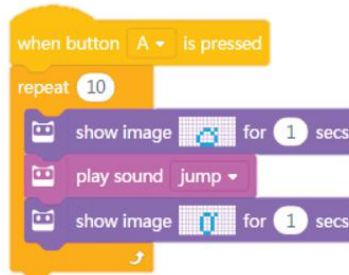 when button A is pressed
repeat 10
show image for 1 secs
play sound jump
show image for 1 secs